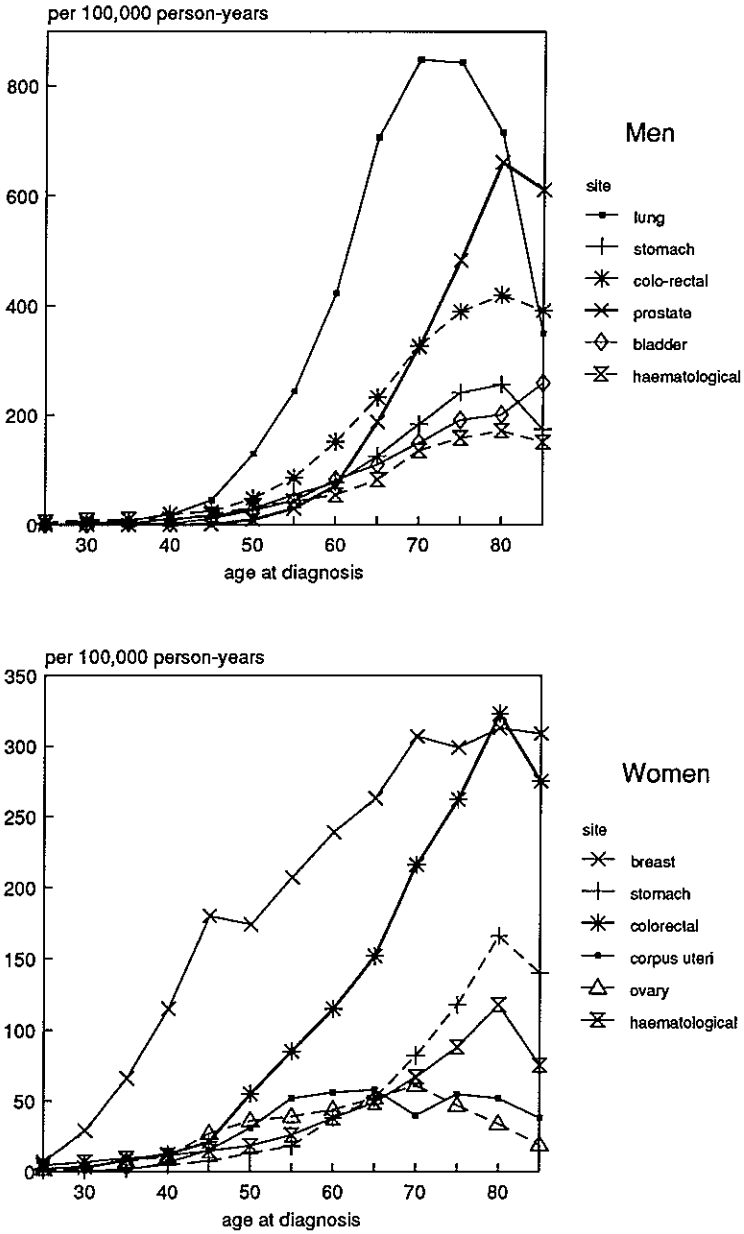 per 100,000 person-years
800
600
400
200
0
30 40 50 60 70 80
age at diagnosis
Men
site
lung
stomach
colo-rectal
prostate
bladder
haematological
per 100,000 person-years
350
300
250
200
150
100
50
0
30 40 50 60 70 80
age at diagnosis
Women
site
breast
stomach
colorectal
corpus uteri
ovary
haematological